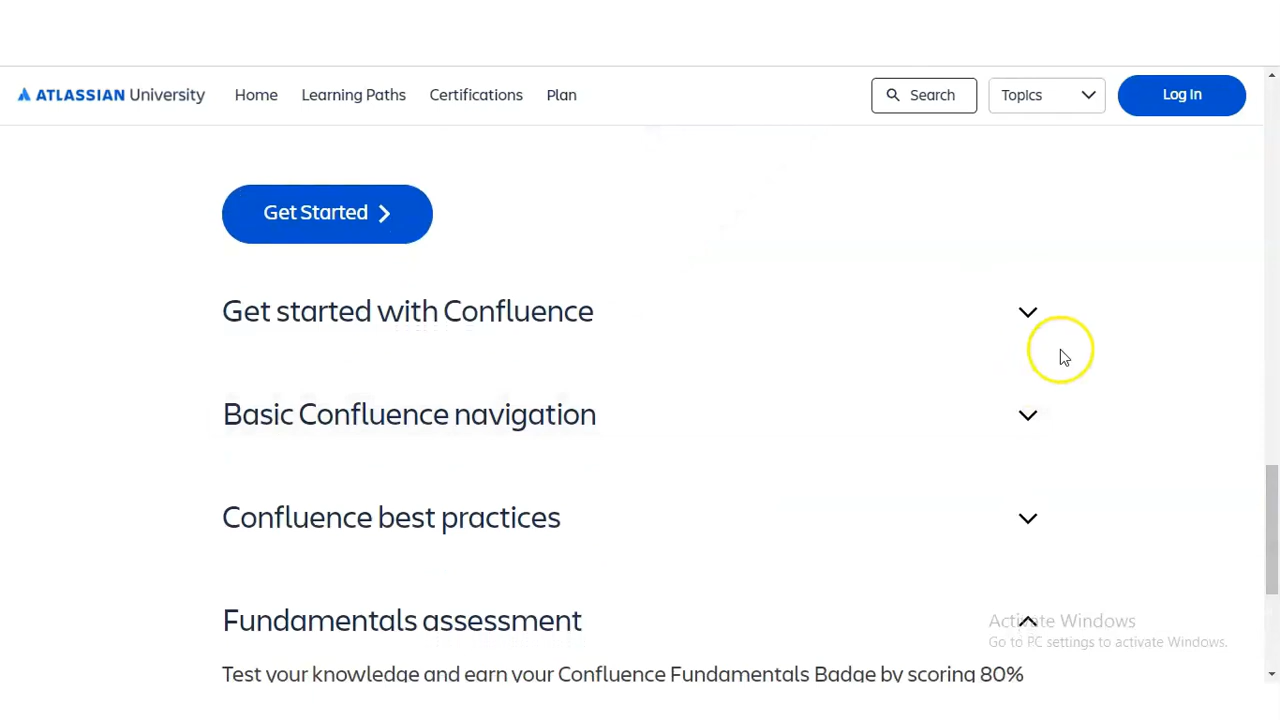 ATLASSIAN University Home Learning Paths Certifications Plan Search Topics Log In
Get Started
Get started with Confluence
Basic Confluence navigation
Confluence best practices
Fundamentals assessment
Activate Windows
Go to PC settings to activate Windows.
Test your knowledge and earn your Confluence Fundamentals Badge by scoring 80%